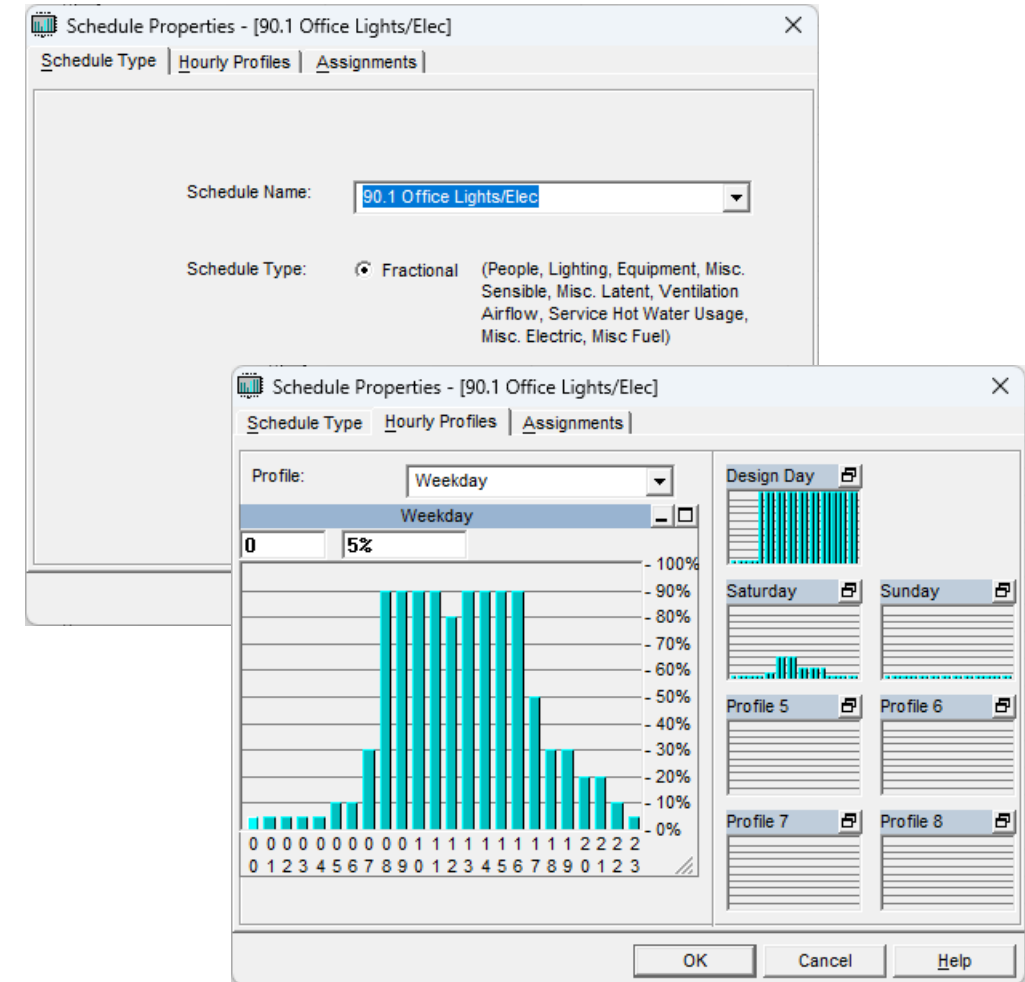 Schedule Properties - [90.1 Office Lights/Elec]
Schedule Type Hourly Profiles Assignments
Schedule Name: 90.1 Office Lights/Elec
Schedule Type: Fractional (People, Lighting, Equipment, Misc.
Sensible, Misc. Latent, Ventilation
Airflow, Service Hot Water Usage,
Misc. Electric, Misc Fuel)
Schedule Properties - [90.1 Office Lights/Elec]
Schedule Type Hourly Profiles Assignments
Profile: Weekday
Weekday
0 5%
100%
90%
80%
70%
60%
50%
40%
30%
20%
10%
0%
0 0 0 0 0 0 0 0 0 0 1 1 1 1 1 1 1 1 1 1 2 2 2 2
0 1 2 3 4 5 6 7 8 9 0 1 2 3 4 5 6 7 8 9 0 1 2 3
Design Day
Saturday Sunday
Profile 5 Profile 6
Profile 7 Profile 8
OK Cancel Help